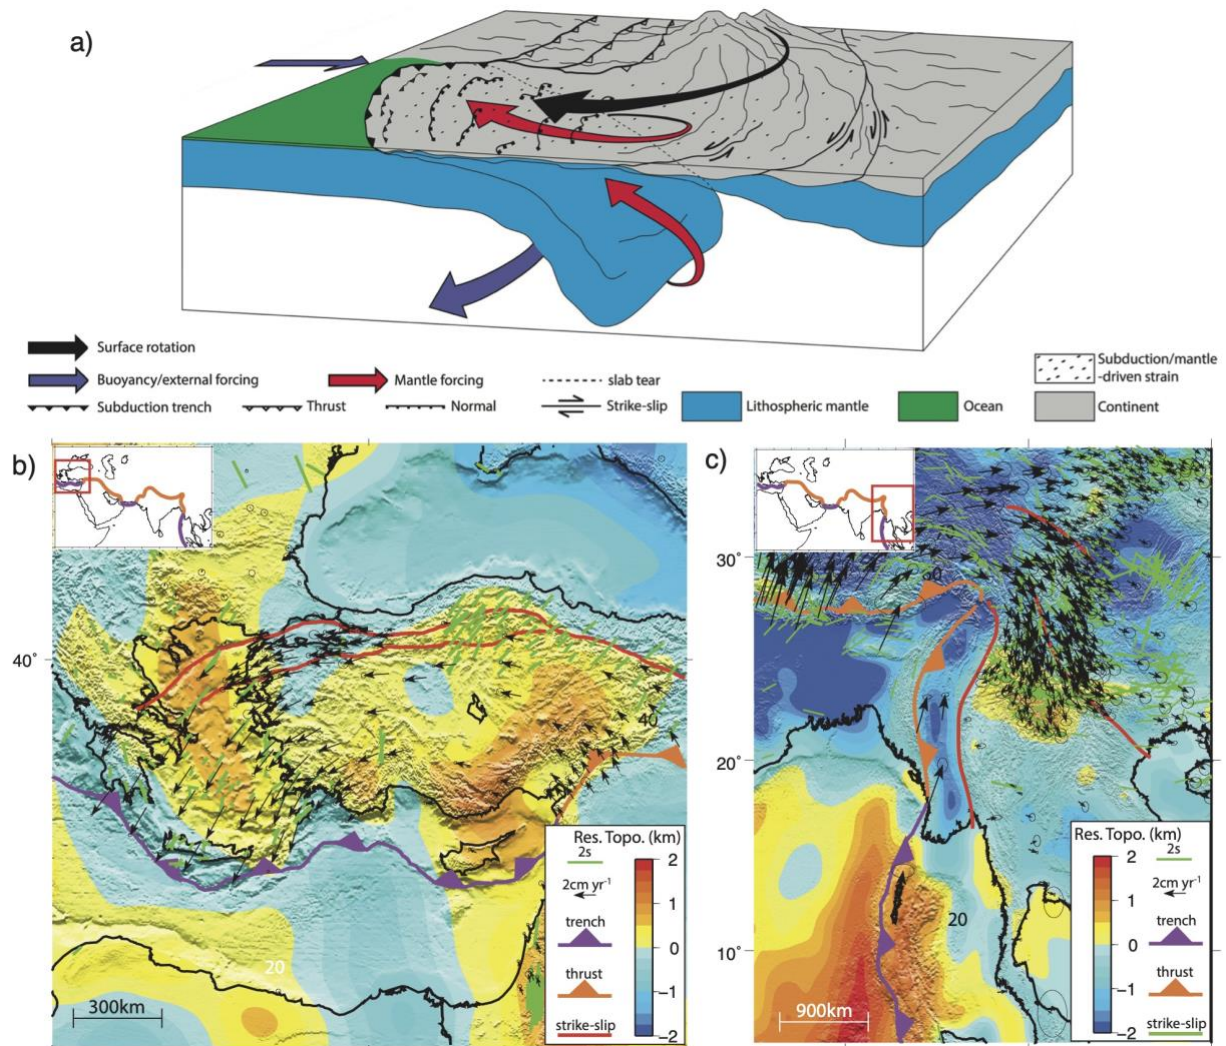 a)
Surface rotation
Buoyancy/external forcing
Mantle forcing
slab tear
Subduction/mantle
-driven strain
Subduction trench
Thrust
Normal
Strike-slip
Lithospheric mantle
Ocean
Continent
b)
40°
40
20
300km
Res. Topo. (km)
2s
2cm yr-1
trench
thrust
strike-slip
2
1
0
−1
−2
c)
30°
20°
10°
20
900km
Res. Topo. (km)
2
1
0
−1
−2
2s
2cm yr-1
trench
thrust
strike-slip